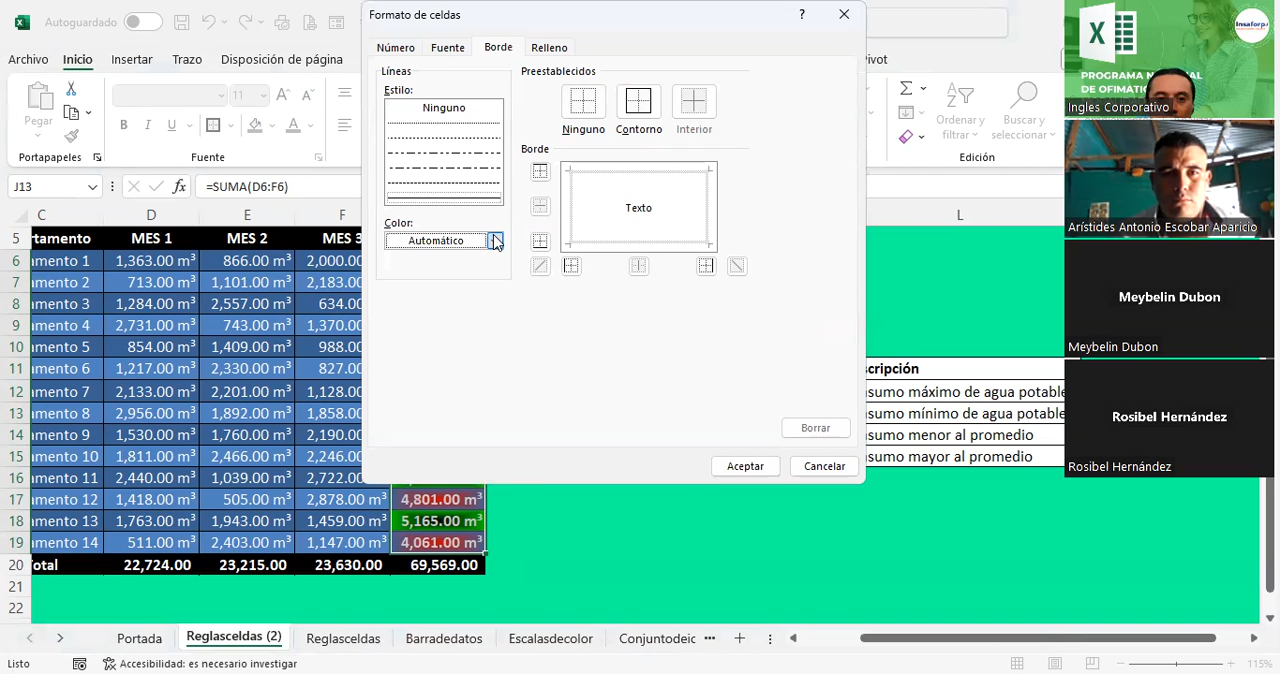 Autoguardado
Formato de celdas
?
Archivo Inicio Insertar Trazo Disposición de página
Pegar
11
N K S
Portapapeles
Fuente
Ordenar y filtrar
Buscar y seleccionar
Edición
Número Fuente Borde Relleno
Líneas
Estilo:
Ninguno
Color:
Automático
Preestablecidos
Ninguno Contorno Interior
Borde
Texto
Borrar
Aceptar Cancelar
J13 fx =SUMA(D6:F6)
C D E F L
5 rtamento MES 1 MES 2 MES 3
6 amento 1 1,363.00 m³ 866.00 m³ 2,000.00
7 amento 2 713.00 m³ 1,101.00 m³ 2,183.00
8 amento 3 1,284.00 m³ 2,557.00 m³ 634.00
9 amento 4 2,731.00 m³ 743.00 m³ 1,370.00
10 amento 5 854.00 m³ 1,409.00 m³ 988.00
11 amento 6 1,217.00 m³ 2,330.00 m³ 827.00 scripción
12 amento 7 2,133.00 m³ 2,201.00 m³ 1,128.00 nsumo máximo de agua potable
13 amento 8 2,956.00 m³ 1,892.00 m³ 1,858.00 nsumo mínimo de agua potable
14 amento 9 1,530.00 m³ 1,760.00 m³ 2,190.00 nsumo menor al promedio
15 amento 10 1,811.00 m³ 2,466.00 m³ 2,246.00 nsumo mayor al promedio
16 amento 11 2,440.00 m³ 1,039.00 m³ 2,722.00
17 amento 12 1,418.00 m³ 505.00 m³ 2,878.00 m³ 4,801.00 m³
18 amento 13 1,763.00 m³ 1,943.00 m³ 1,459.00 m³ 5,165.00 m³
19 amento 14 511.00 m³ 2,403.00 m³ 1,147.00 m³ 4,061.00 m³
20 Total 22,724.00 23,215.00 23,630.00 69,569.00
21
22
Portada Reglasceldas (2) Reglasceldas Barradedatos Escalasdecolor Conjuntodeic
Listo Accesibilidad: es necesario investigar 115%
Insaforp
PROGRAMA
DE OFIMÁTIC
Ingles Corporativo
Arístides Antonio Escobar Aparicio
Meybelin Dubon
Meybelin Dubon
Rosibel Hernández
Rosibel Hernández